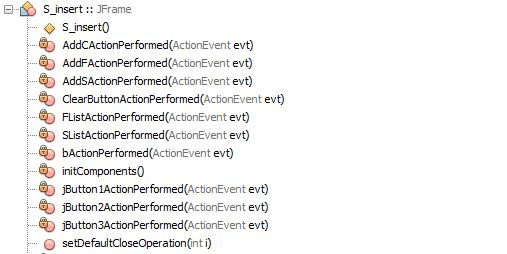 S_insert :: JFrame
S_insert()
AddCActionPerformed(ActionEvent evt)
AddFActionPerformed(ActionEvent evt)
AddSActionPerformed(ActionEvent evt)
ClearButtonActionPerformed(ActionEvent evt)
FListActionPerformed(ActionEvent evt)
SListActionPerformed(ActionEvent evt)
bActionPerformed(ActionEvent evt)
initComponents()
jButton1ActionPerformed(ActionEvent evt)
jButton2ActionPerformed(ActionEvent evt)
jButton3ActionPerformed(ActionEvent evt)
setDefaultCloseOperation(int i)